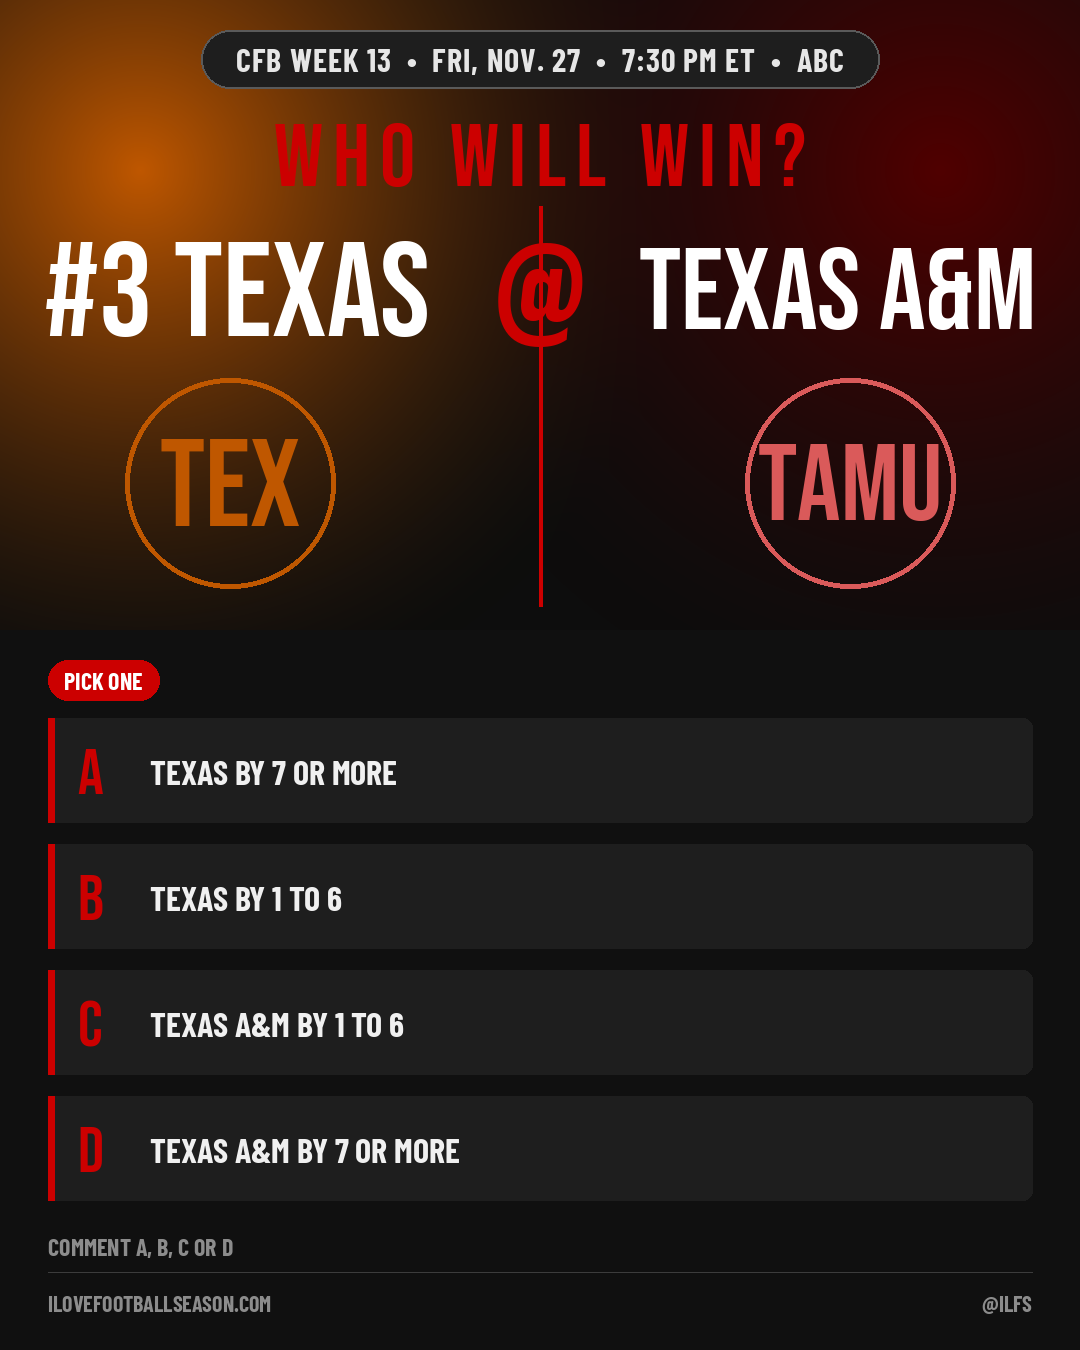 CFB WEEK 13 • FRI, NOV. 27 • 7:30 PM ET • ABC
WHO WILL WIN?
#3 TEXAS @ TEXAS A&M
TEX TAMU
PICK ONE
A TEXAS BY 7 OR MORE
B TEXAS BY 1 TO 6
C TEXAS A&M BY 1 TO 6
D TEXAS A&M BY 7 OR MORE
COMMENT A, B, C OR D
ILOVEFOOTBALLSEASON.COM @ILFS